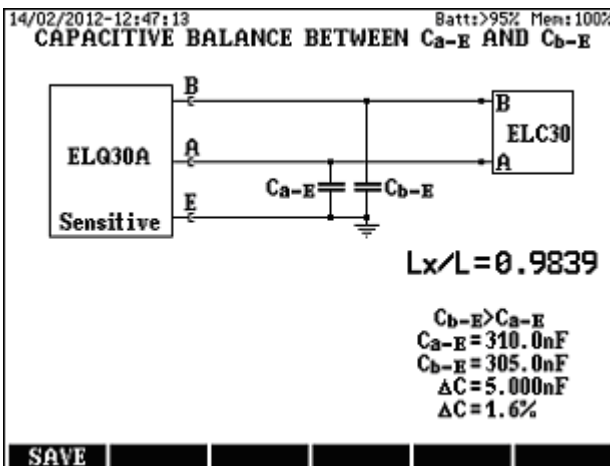 14/02/2012-12:47:13 Batt:>95% Mem:100%
CAPACITIVE BALANCE BETWEEN Ca-E AND Cb-E
B
B
ELC30
ELQ30A
A
A
Ca-E
Cb-E
E
Sensitive
Lx/L=0.9839
Cb-E>Ca-E
Ca-E=310.0nF
Cb-E=305.0nF
ΔC=5.000nF
ΔC=1.6%
SAVE